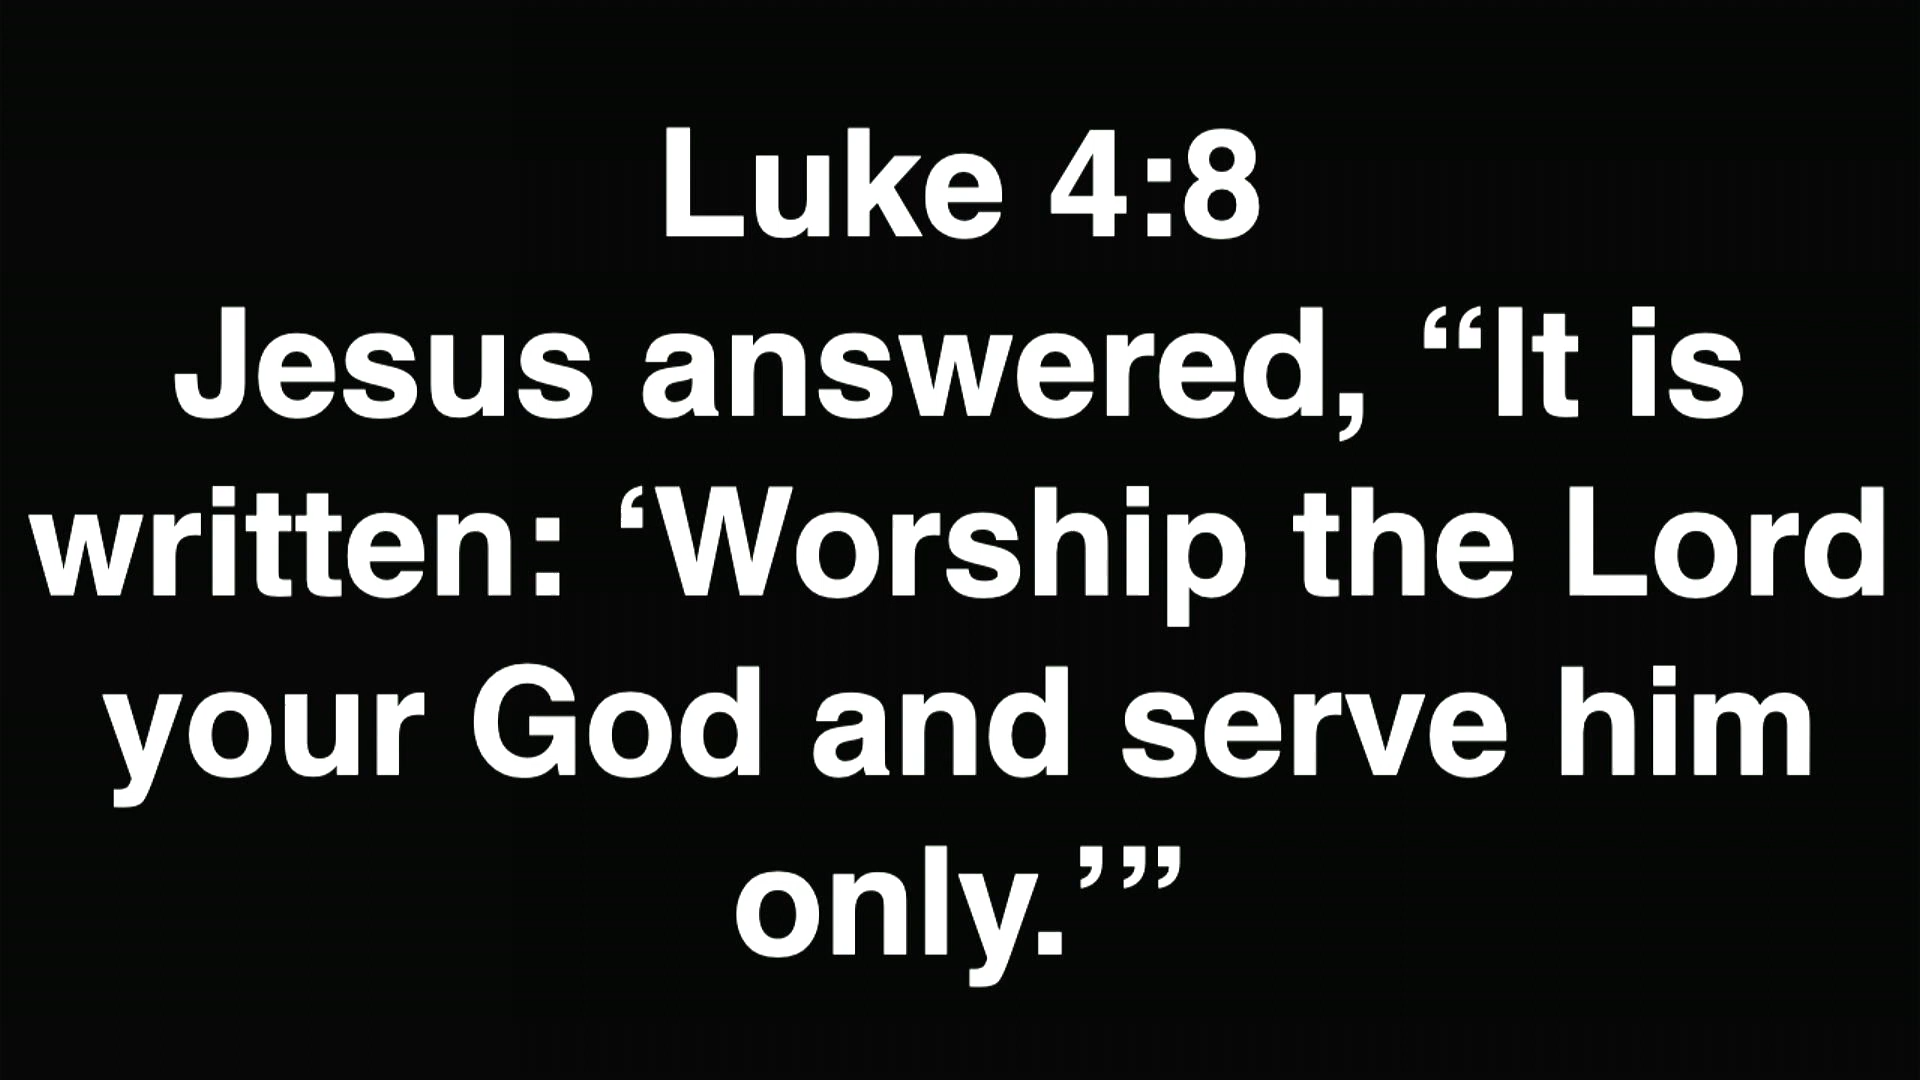 Luke 4:8
Jesus answered, “It is
written: ‘Worship the Lord
your God and serve him
only.’”